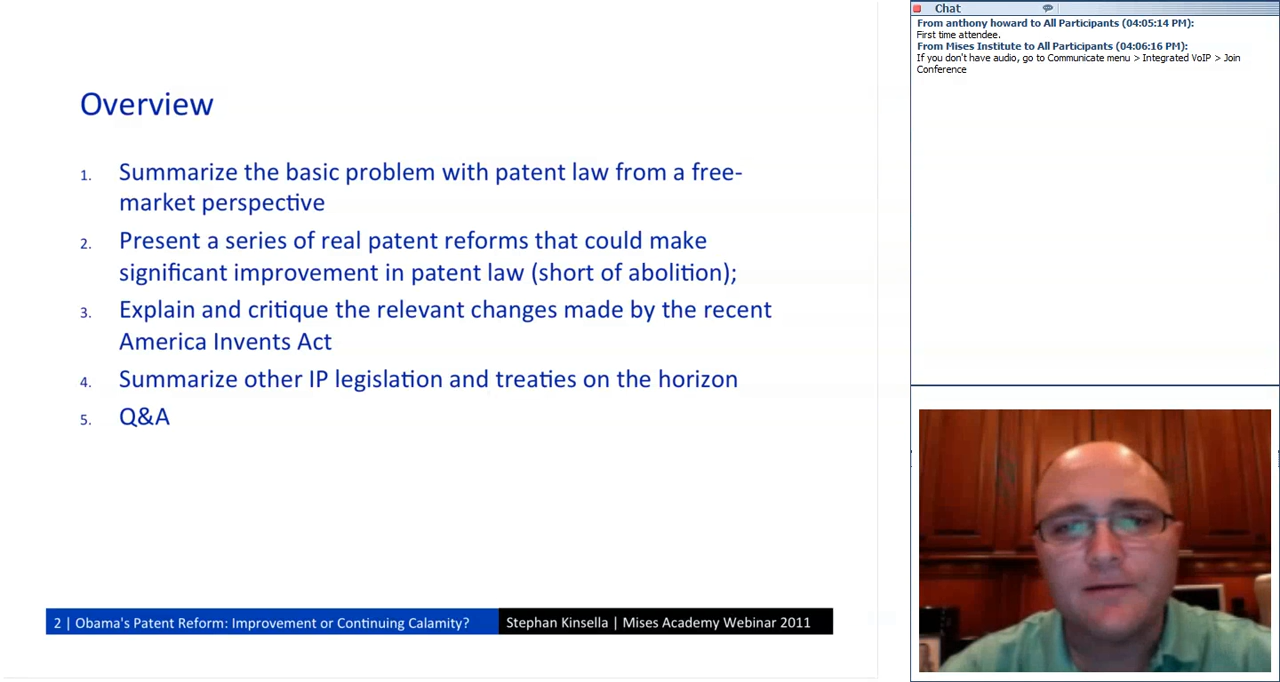 Overview
1. Summarize the basic problem with patent law from a free-
market perspective
2. Present a series of real patent reforms that could make
significant improvement in patent law (short of abolition);
3. Explain and critique the relevant changes made by the recent
America Invents Act
4. Summarize other IP legislation and treaties on the horizon
5. Q&A
2 | Obama's Patent Reform: Improvement or Continuing Calamity?
Stephan Kinsella | Mises Academy Webinar 2011
Chat
From anthony howard to All Participants (04:05:14 PM):
First time attendee.
From Mises Institute to All Participants (04:06:16 PM):
If you don't have audio, go to Communicate menu > Integrated VoIP > Join
Conference